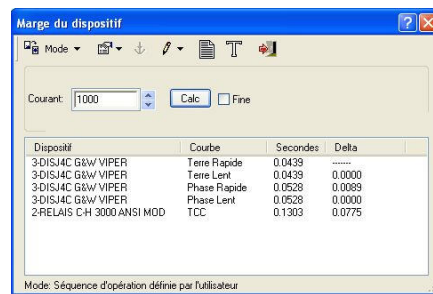 Marge du dispositif
Mode
Courant: 1000 Calc Fine
Dispositif Courbe Secondes Delta
3-DISJ4C G&W VIPER Terre Rapide 0.0439 -------
3-DISJ4C G&W VIPER Terre Lent 0.0439 0.0000
3-DISJ4C G&W VIPER Phase Rapide 0.0528 0.0089
3-DISJ4C G&W VIPER Phase Lent 0.0528 0.0000
2-RELAIS C-H 3000 ANSI MOD TCC 0.1303 0.0775
Mode: Séquence d'opération définie par l'utilisateur